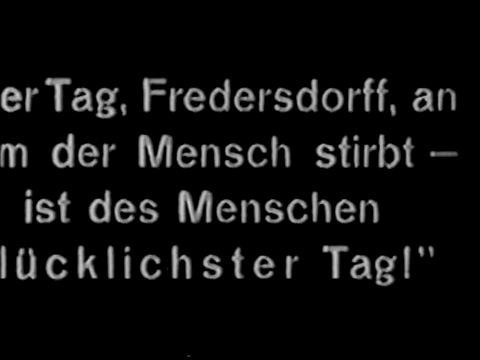 er Tag, Fredersdorff, an
m der Mensch stirbt —
ist des Menschen
lücklichster Tag!"